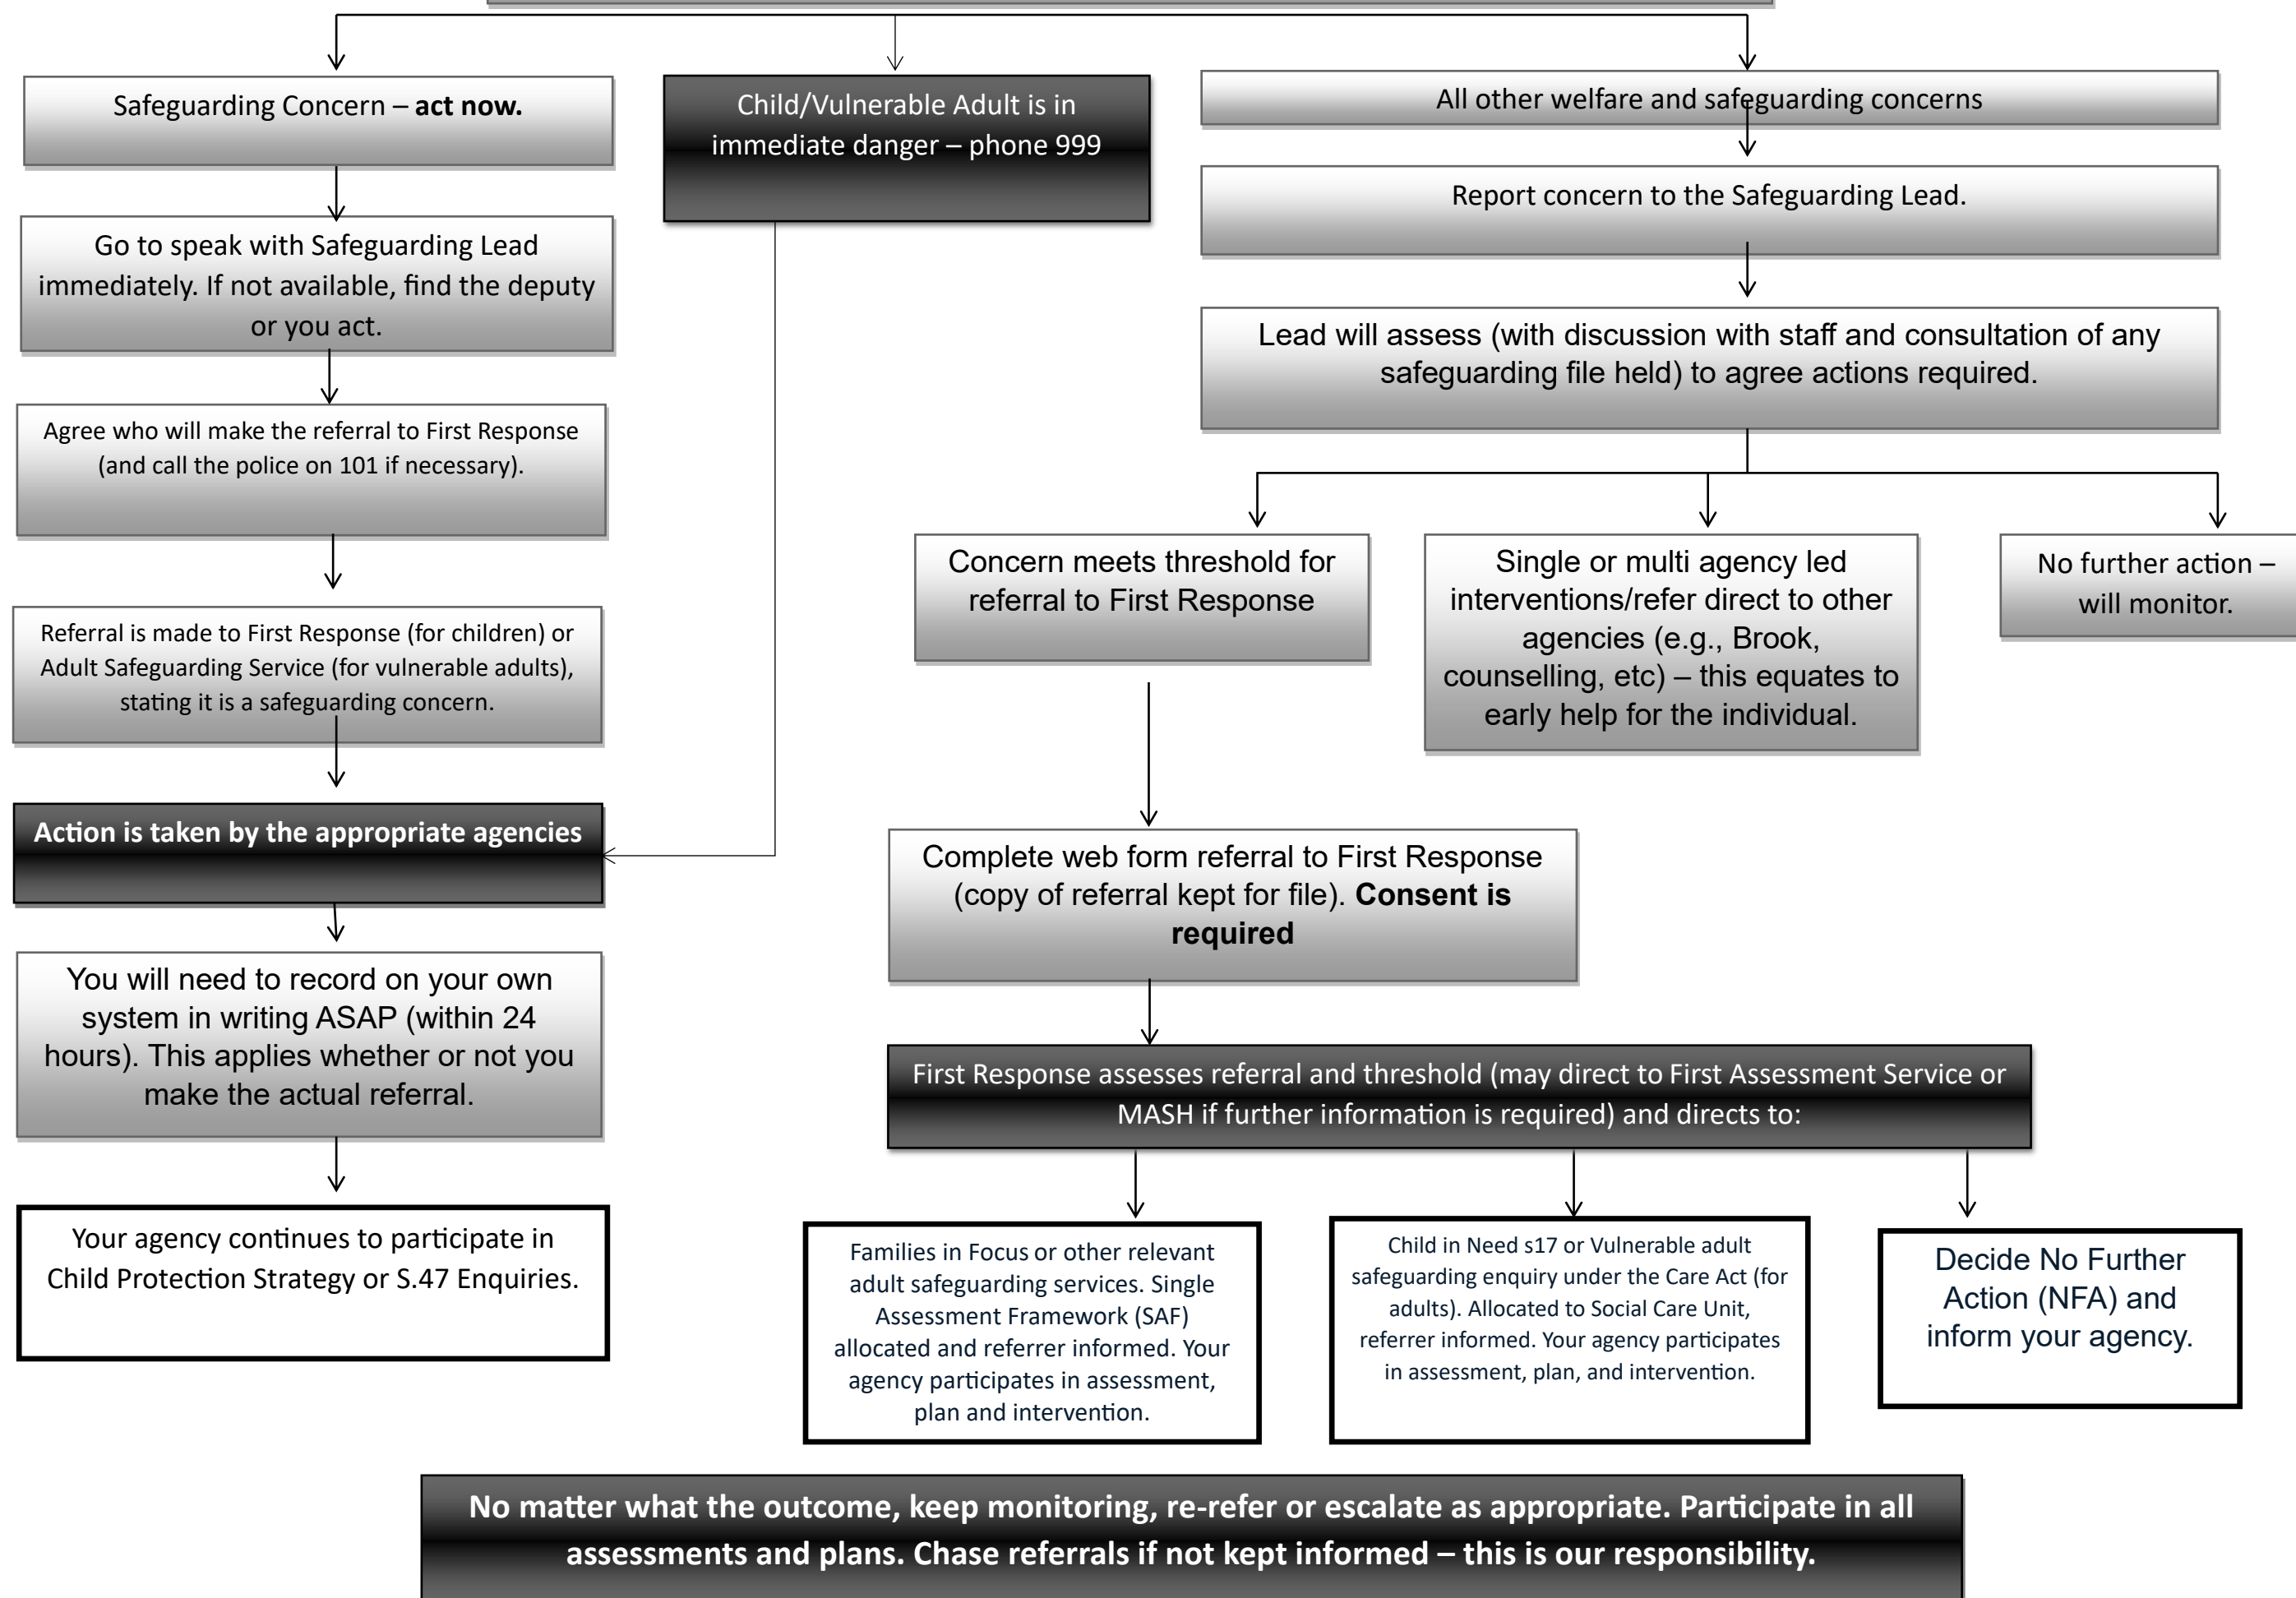 Safeguarding Concern – act now.
Child/Vulnerable Adult is in
immediate danger – phone 999
All other welfare and safeguarding concerns
Report concern to the Safeguarding Lead.
Go to speak with Safeguarding Lead
immediately. If not available, find the deputy
or you act.
Lead will assess (with discussion with staff and consultation of any
safeguarding file held) to agree actions required.
Agree who will make the referral to First Response
(and call the police on 101 if necessary).
Concern meets threshold for
referral to First Response
Single or multi agency led
interventions/refer direct to other
agencies (e.g., Brook,
counselling, etc) – this equates to
early help for the individual.
No further action –
will monitor.
Referral is made to First Response (for children) or
Adult Safeguarding Service (for vulnerable adults),
stating it is a safeguarding concern.
Action is taken by the appropriate agencies
Complete web form referral to First Response
(copy of referral kept for file). Consent is
required
You will need to record on your own
system in writing ASAP (within 24
hours). This applies whether or not you
make the actual referral.
First Response assesses referral and threshold (may direct to First Assessment Service or
MASH if further information is required) and directs to:
Your agency continues to participate in
Child Protection Strategy or S.47 Enquiries.
Families in Focus or other relevant
adult safeguarding services. Single
Assessment Framework (SAF)
allocated and referrer informed. Your
agency participates in assessment,
plan and intervention.
Child in Need s17 or Vulnerable adult
safeguarding enquiry under the Care Act (for
adults). Allocated to Social Care Unit,
referrer informed. Your agency participates
in assessment, plan, and intervention.
Decide No Further
Action (NFA) and
inform your agency.
No matter what the outcome, keep monitoring, re-refer or escalate as appropriate. Participate in all
assessments and plans. Chase referrals if not kept informed – this is our responsibility.